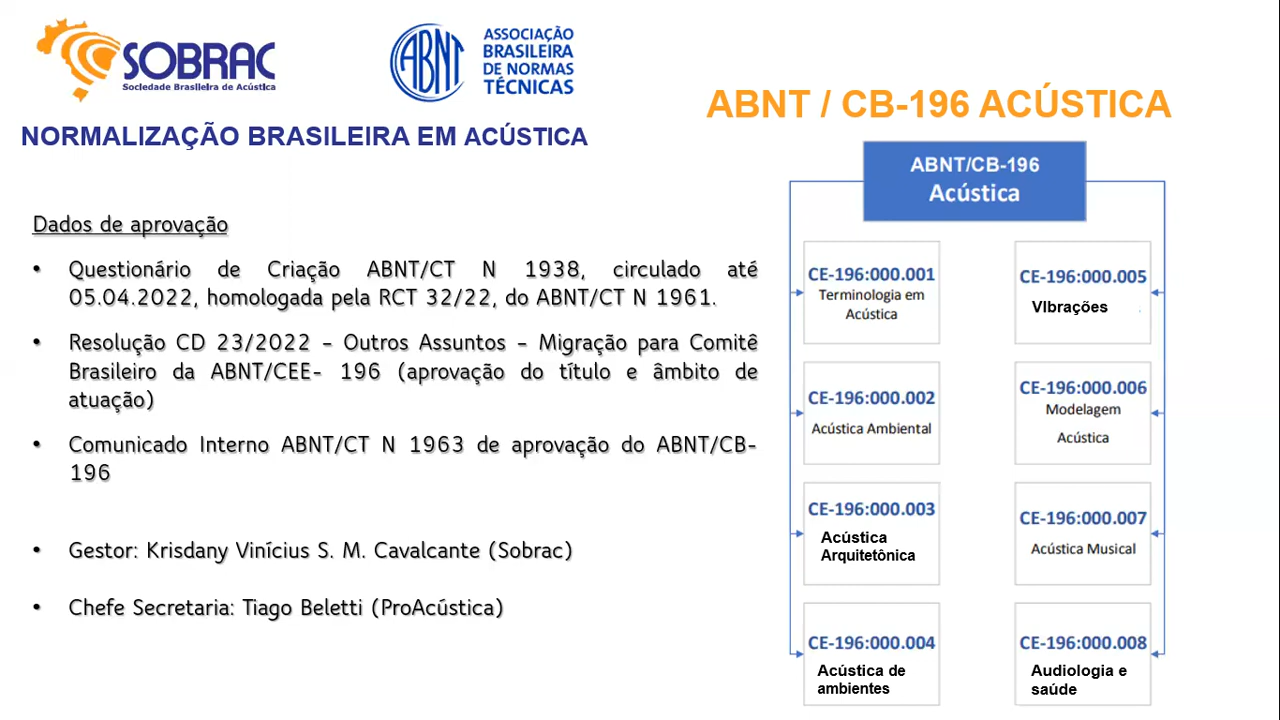 SOBRAC
Sociedade Brasileira de Acústica
ABNT
ASSOCIAÇÃO
BRASILEIRA
DE NORMAS
TÉCNICAS
NORMALIZAÇÃO BRASILEIRA EM ACÚSTICA
Dados de aprovação
• Questionário de Criação ABNT/CT N 1938, circulado até
05.04.2022, homologada pela RCT 32/22, do ABNT/CT N 1961.
• Resolução CD 23/2022 – Outros Assuntos – Migração para Comitê
Brasileiro da ABNT/CEE- 196 (aprovação do título e âmbito de
atuação)
• Comunicado Interno ABNT/CT N 1963 de aprovação do ABNT/CB-
196
• Gestor: Krisdany Vinícius S. M. Cavalcante (Sobrac)
• Chefe Secretaria: Tiago Beletti (ProAcústica)
ABNT / CB-196 ACÚSTICA
ABNT/CB-196
Acústica
CE-196:000.001
Terminologia em
Acústica
CE-196:000.002
Acústica Ambiental
CE-196:000.003
Acústica
Arquitetônica
CE-196:000.004
Acústica de
ambientes
CE-196:000.005
VIbrações
CE-196:000.006
Modelagem
Acústica
CE-196:000.007
Acústica Musical
CE-196:000.008
Audiologia e
saúde